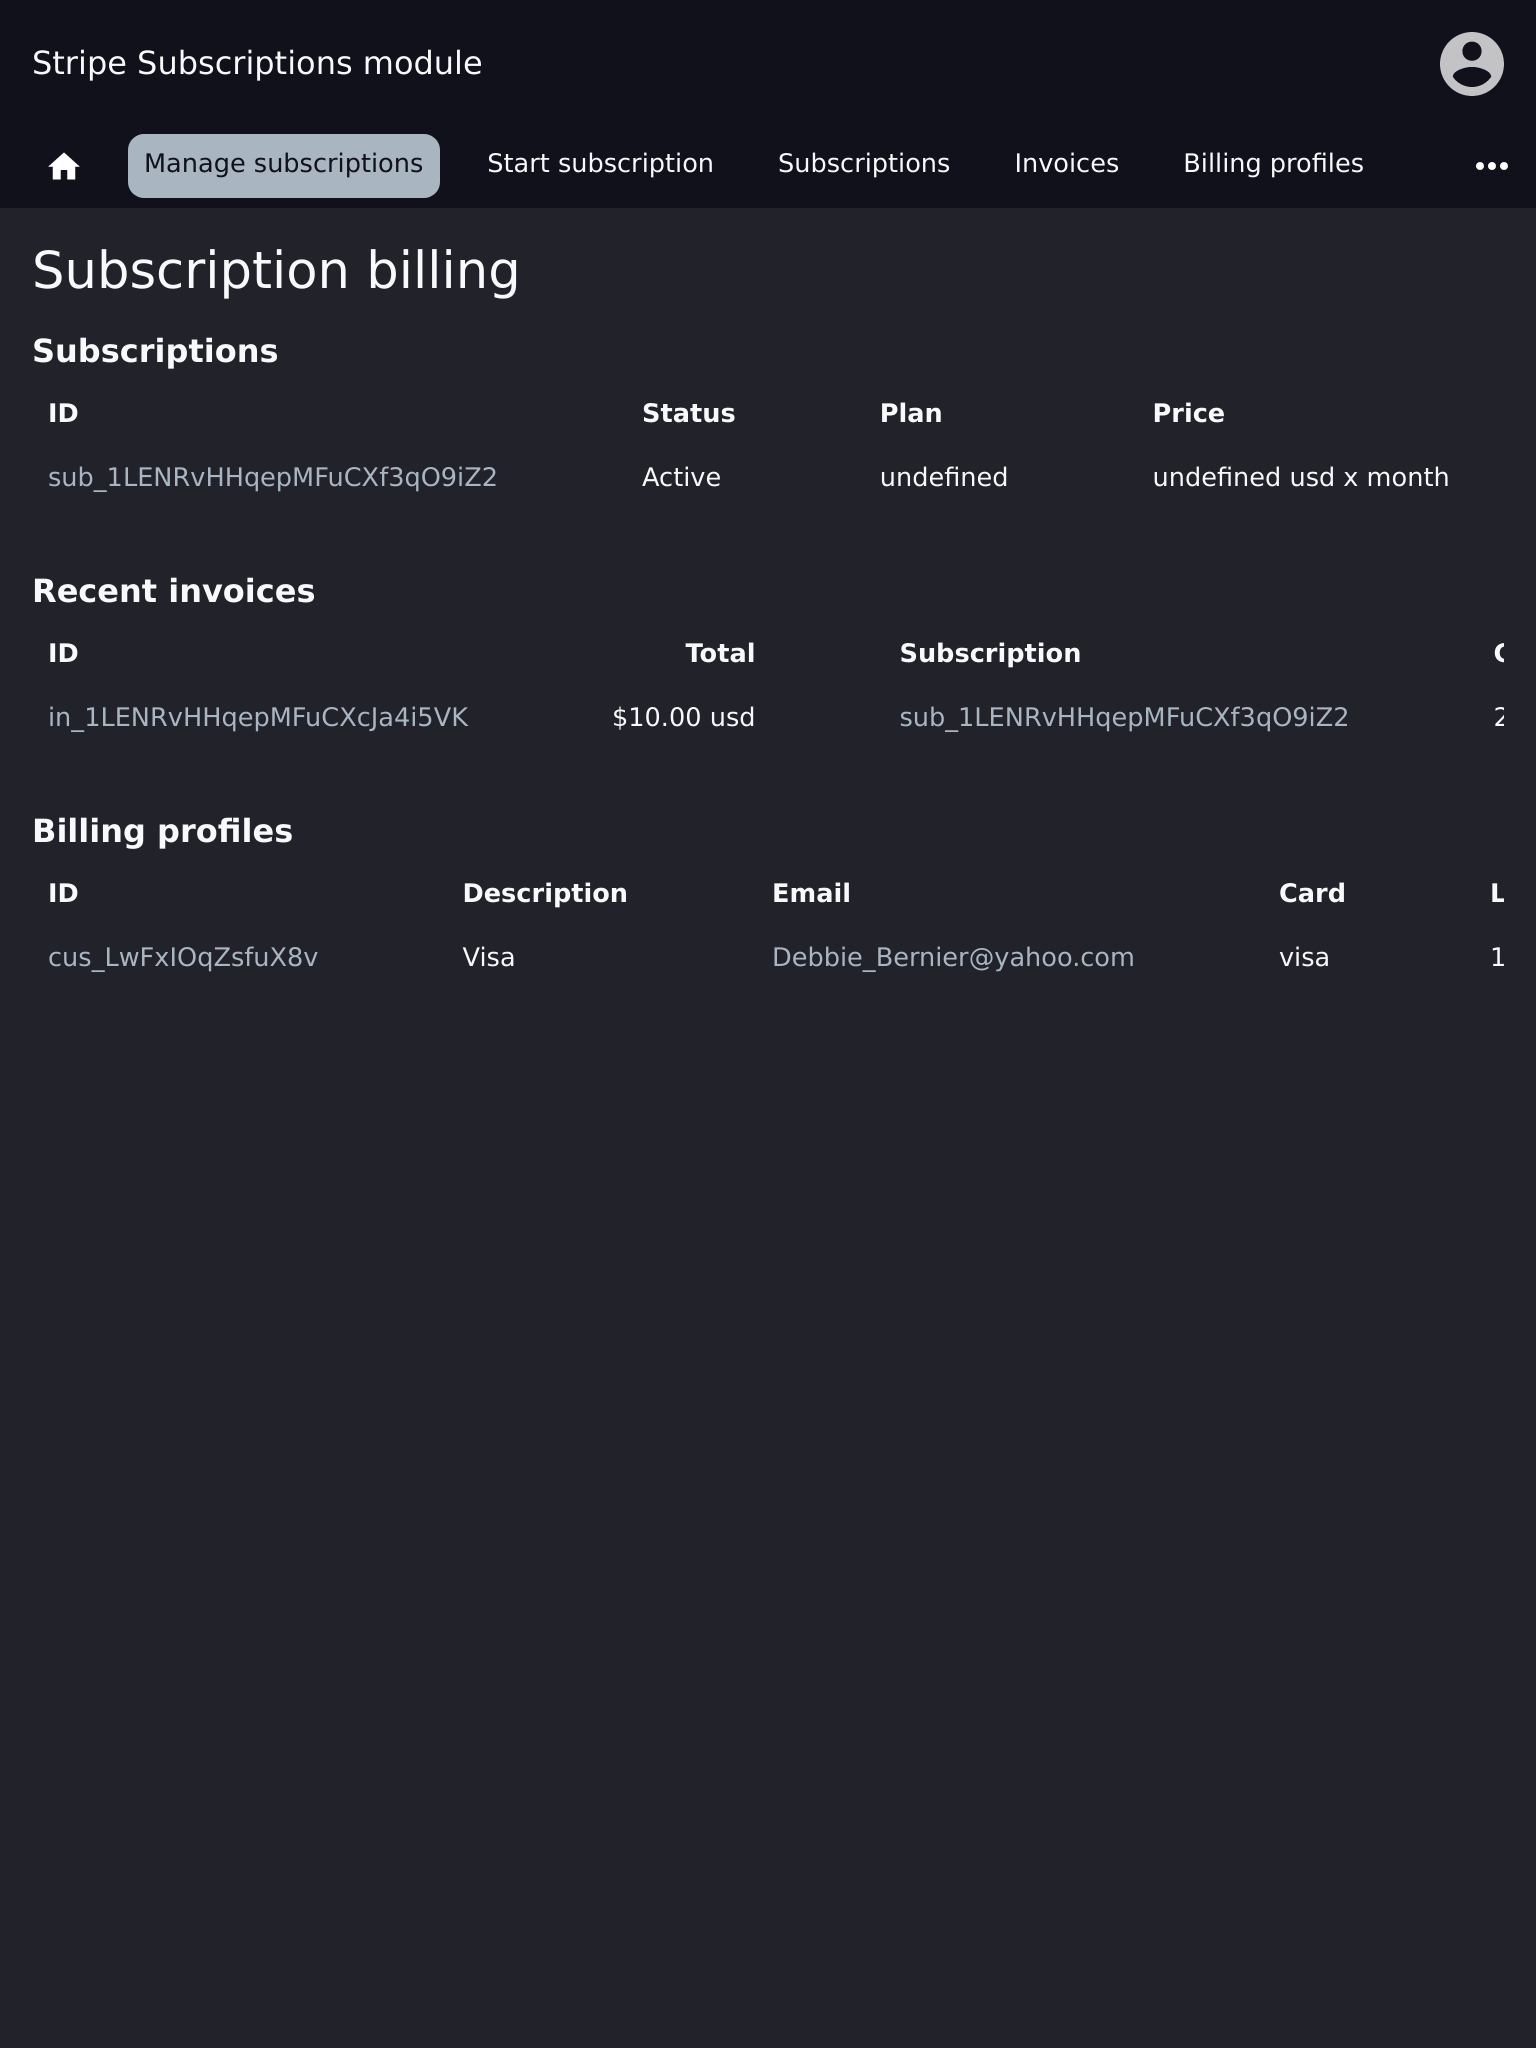 Stripe Subscriptions module
Manage subscriptions Start subscription Subscriptions Invoices Billing profiles
Subscription billing
Subscriptions
ID Status Plan Price
sub_1LENRvHHqepMFuCXf3qO9iZ2 Active undefined undefined usd x month
Recent invoices
ID Total Subscription
in_1LENRvHHqepMFuCXcJa4i5VK $10.00 usd sub_1LENRvHHqepMFuCXf3qO9iZ2 2
Billing profiles
ID Description Email Card L
cus_LwFxIOqZsfuX8v Visa Debbie_Bernier@yahoo.com visa 1